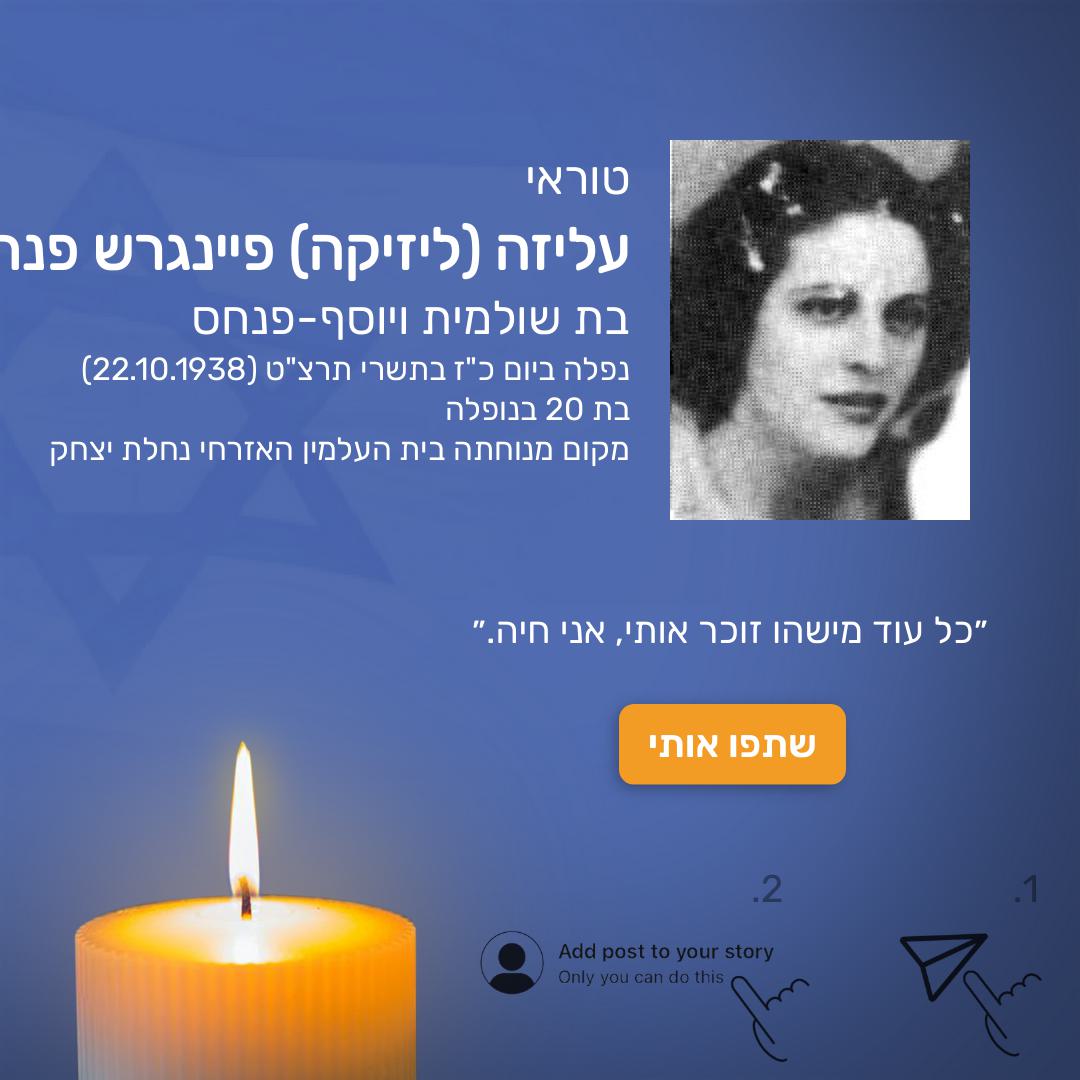 טוראי
עליזה (ליזיקה) פיינגרש
בת שולמית ויוסף-פנחס
נפלה ביום כ"ז בתשרי תרצ"ט (22.10.1938)
בת 20 בנופלה
מקום מנוחתה בית העלמין האזרחי נחלת יצחק
״כל עוד מישהו זוכר אותי, אני חיה.״
שתפו אותי
.1
.2
Add post to your story
Only you can do this